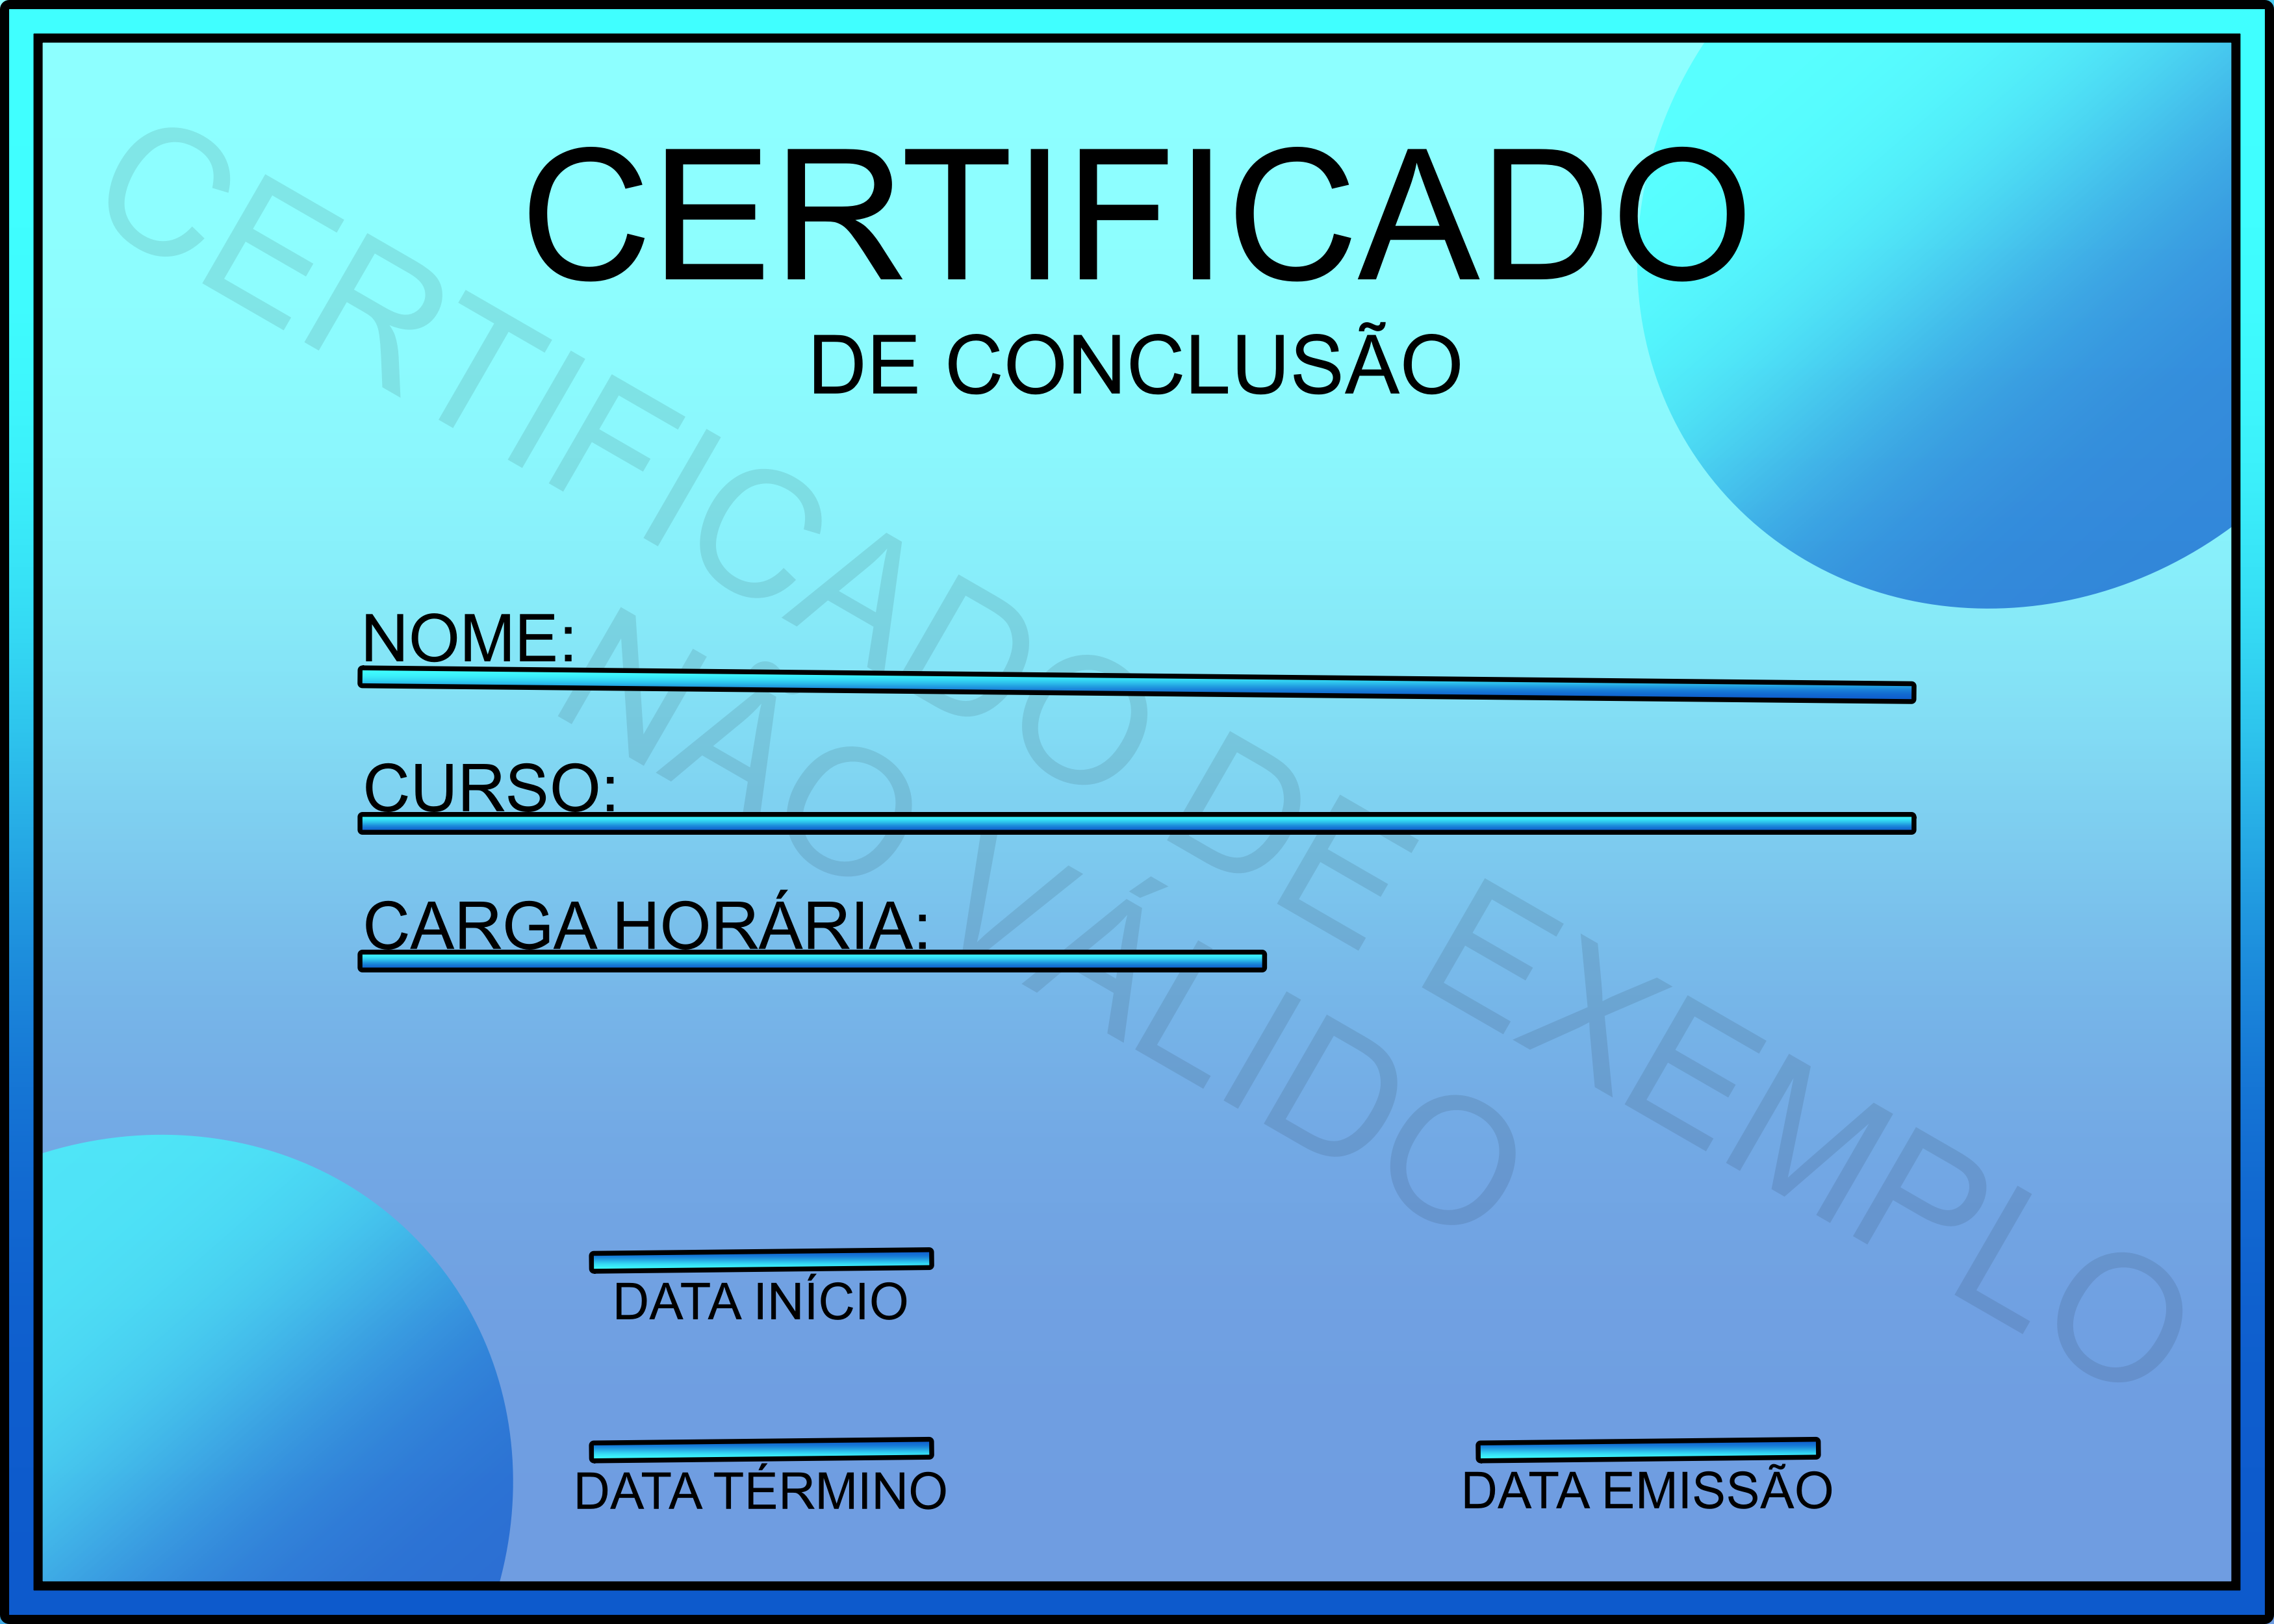 CERTIFICADO
DE CONCLUSÃO
CERTIFICADO DE EXEMPLO
NÃO VÁLIDO
NOME:
CURSO:
CARGA HORÁRIA:
DATA INÍCIO
DATA TÉRMINO
DATA EMISSÃO